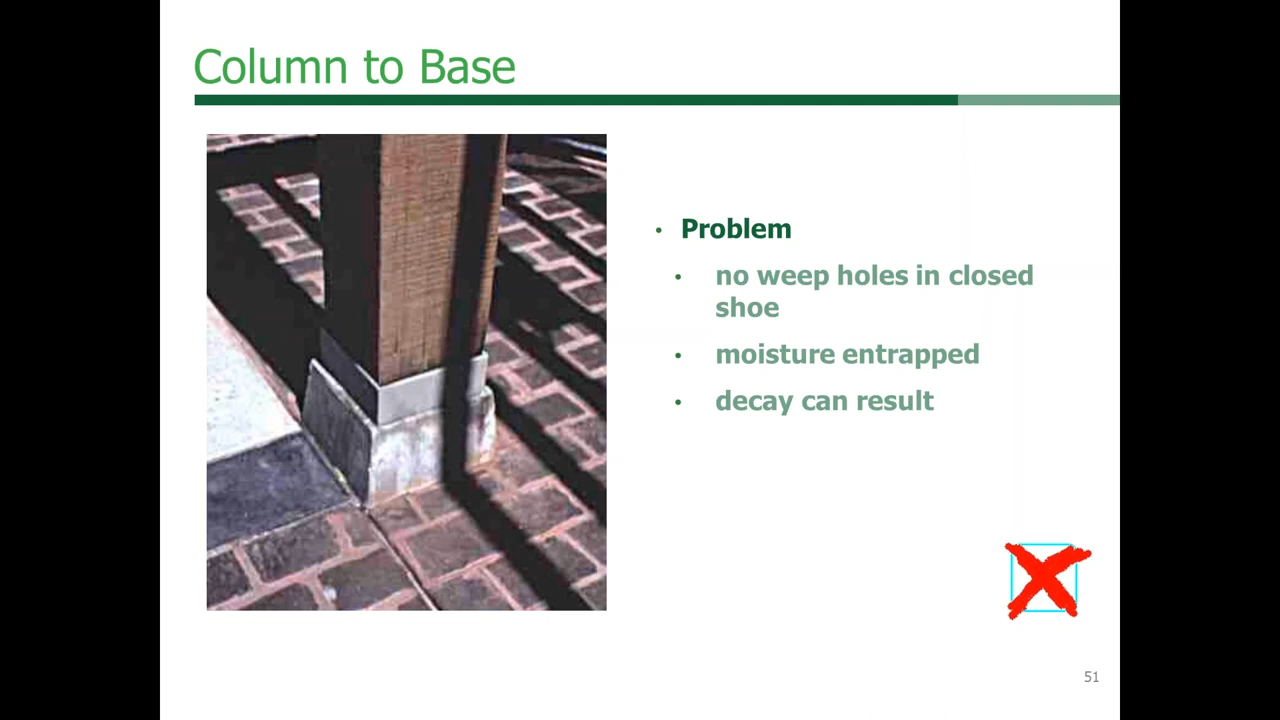 Column to Base
• Problem
• no weep holes in closed
shoe
• moisture entrapped
• decay can result
51